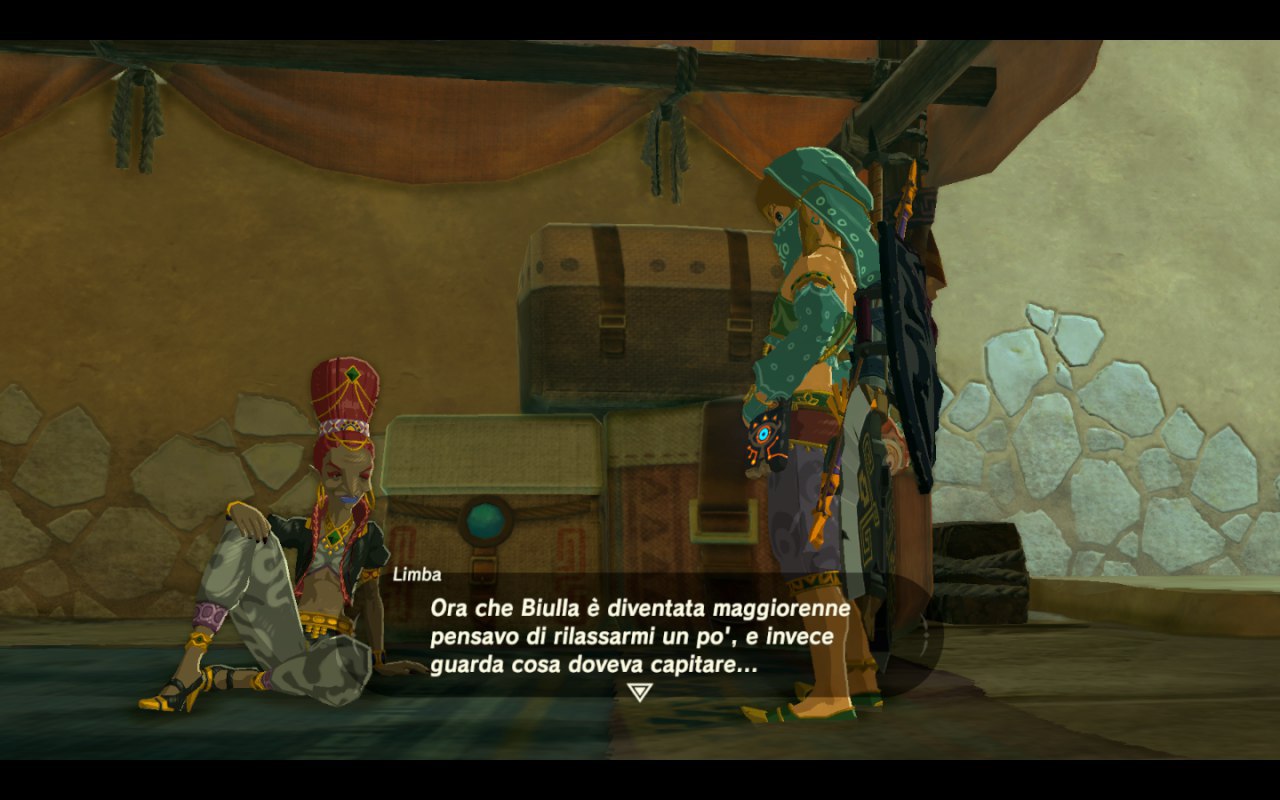 Limba
Ora che Biulla è diventata maggiorenne
pensavo di rilassarmi un po', e invece
guarda cosa doveva capitare...